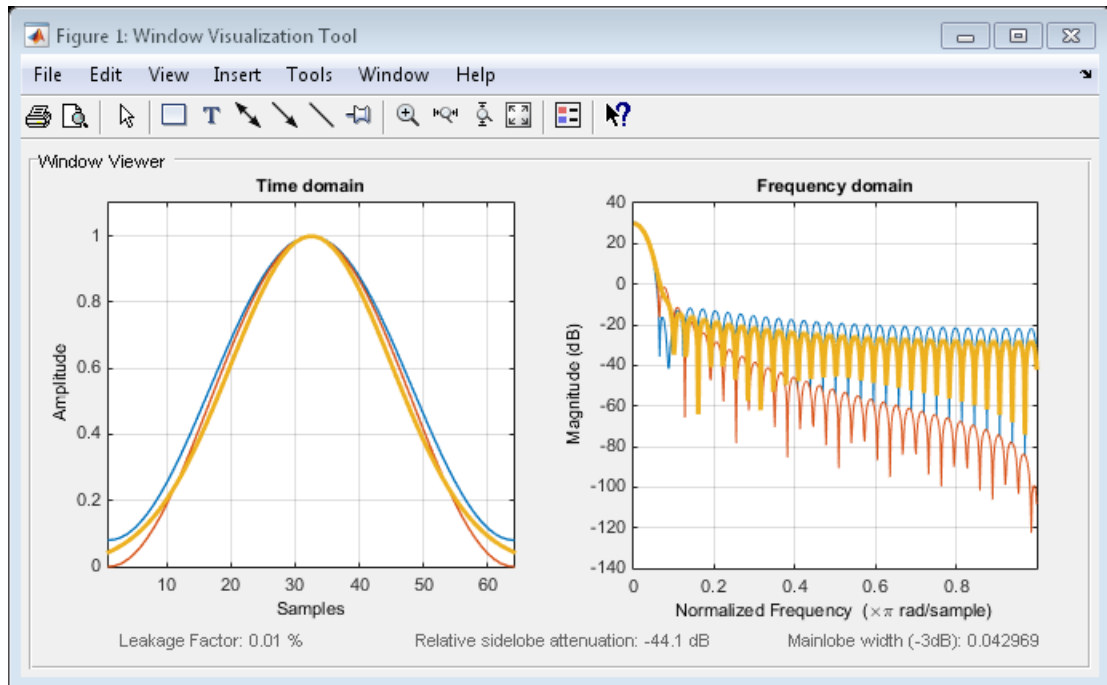 Figure 1: Window Visualization Tool
File Edit View Insert Tools Window Help
T
?
Window Viewer
Time domain
Amplitude
1
0.8
0.6
0.4
0.2
0
10 20 30 40 50 60
Samples
Frequency domain
Magnitude (dB)
40
20
0
-20
-40
-60
-80
-100
-120
-140
0 0.2 0.4 0.6 0.8
Normalized Frequency (×π rad/sample)
Leakage Factor: 0.01 % Relative sidelobe attenuation: -44.1 dB Mainlobe width (-3dB): 0.042969